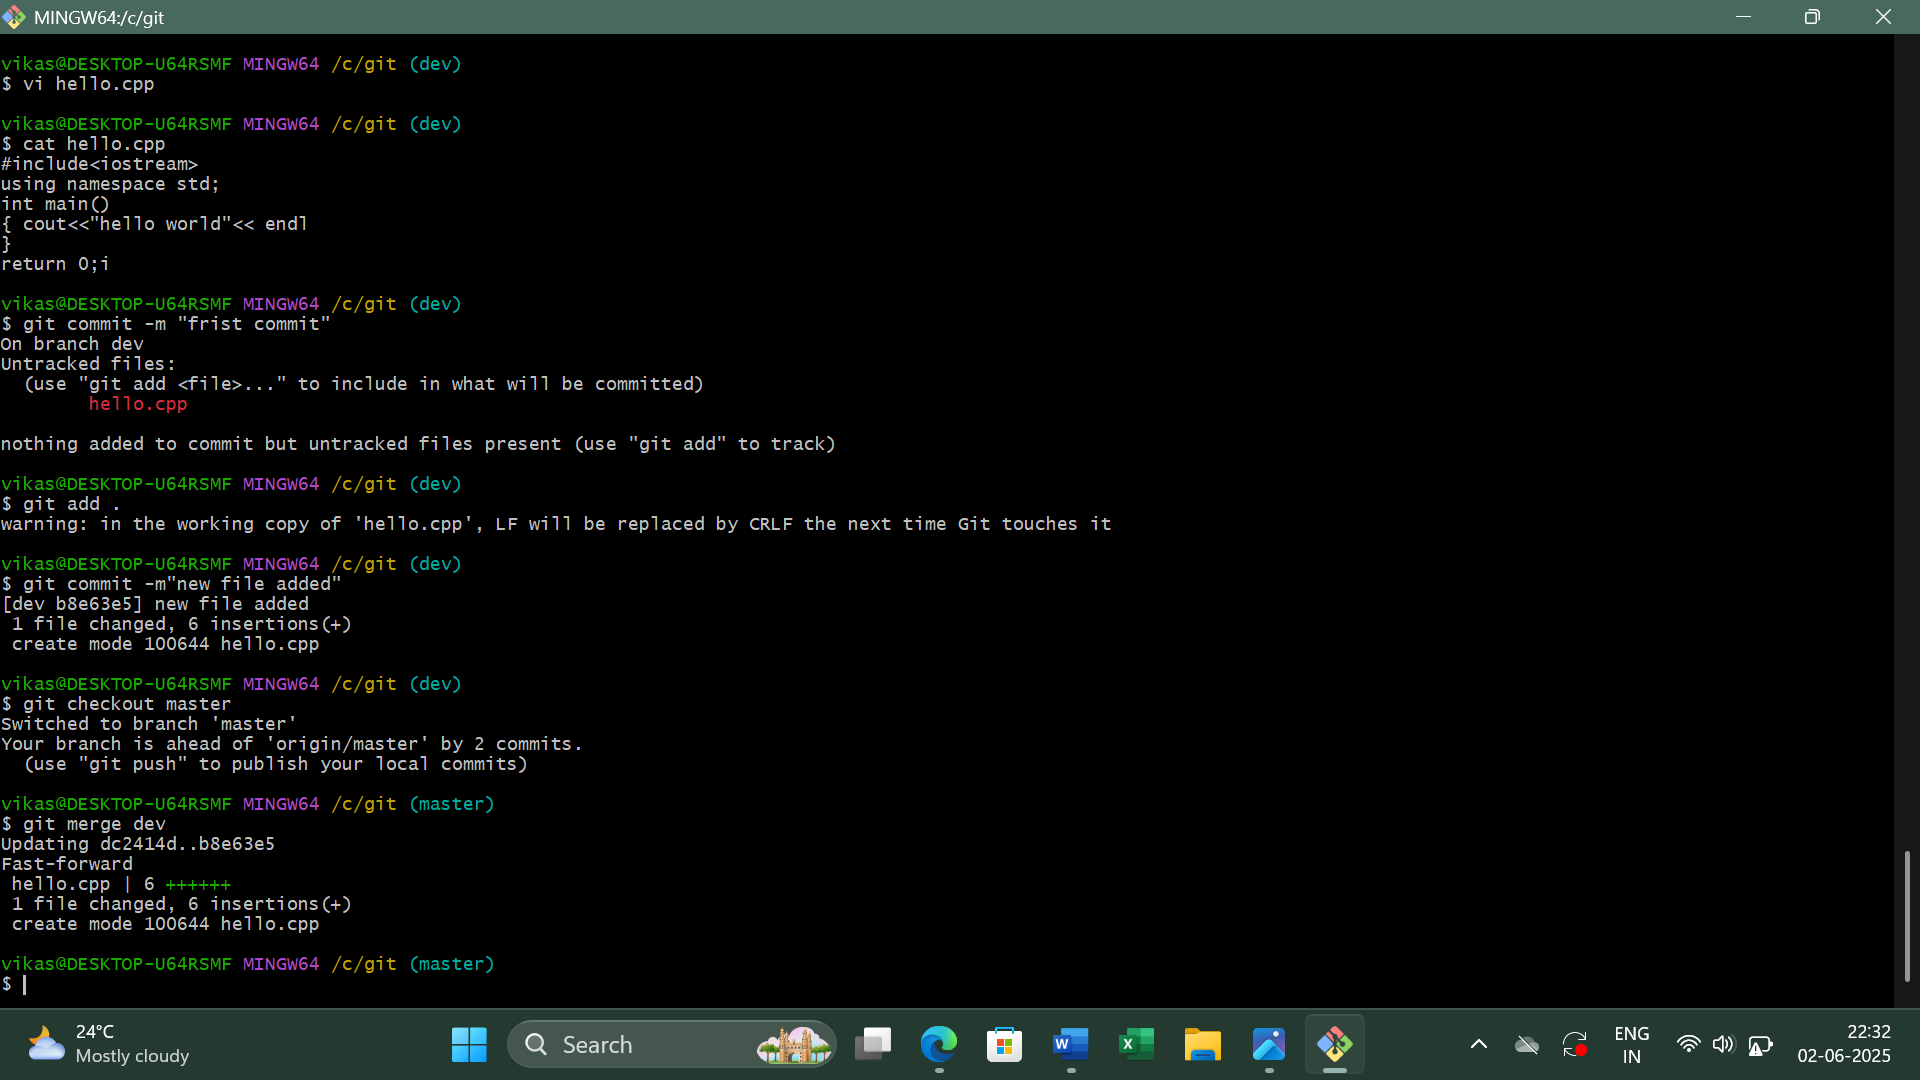 MINGW64:/c/git
vikas@DESKTOP-U64RSMF MINGW64 /c/git (dev)
$ vi hello.cpp
vikas@DESKTOP-U64RSMF MINGW64 /c/git (dev)
$ cat hello.cpp
#include<iostream>
using namespace std;
int main()
{ cout<<"hello world"<< endl
}
return 0;i
vikas@DESKTOP-U64RSMF MINGW64 /c/git (dev)
$ git commit -m "frist commit"
On branch dev
Untracked files:
  (use "git add <file>..." to include in what will be committed)
        hello.cpp
nothing added to commit but untracked files present (use "git add" to track)
vikas@DESKTOP-U64RSMF MINGW64 /c/git (dev)
$ git add .
warning: in the working copy of 'hello.cpp', LF will be replaced by CRLF the next time Git touches it
vikas@DESKTOP-U64RSMF MINGW64 /c/git (dev)
$ git commit -m"new file added"
[dev b8e63e5] new file added
 1 file changed, 6 insertions(+)
 create mode 100644 hello.cpp
vikas@DESKTOP-U64RSMF MINGW64 /c/git (dev)
$ git checkout master
Switched to branch 'master'
Your branch is ahead of 'origin/master' by 2 commits.
  (use "git push" to publish your local commits)
vikas@DESKTOP-U64RSMF MINGW64 /c/git (master)
$ git merge dev
Updating dc2414d..b8e63e5
Fast-forward
 hello.cpp | 6 ++++++
 1 file changed, 6 insertions(+)
 create mode 100644 hello.cpp
vikas@DESKTOP-U64RSMF MINGW64 /c/git (master)
$
24°C
Mostly cloudy
Search
ENG
IN
22:32
02-06-2025